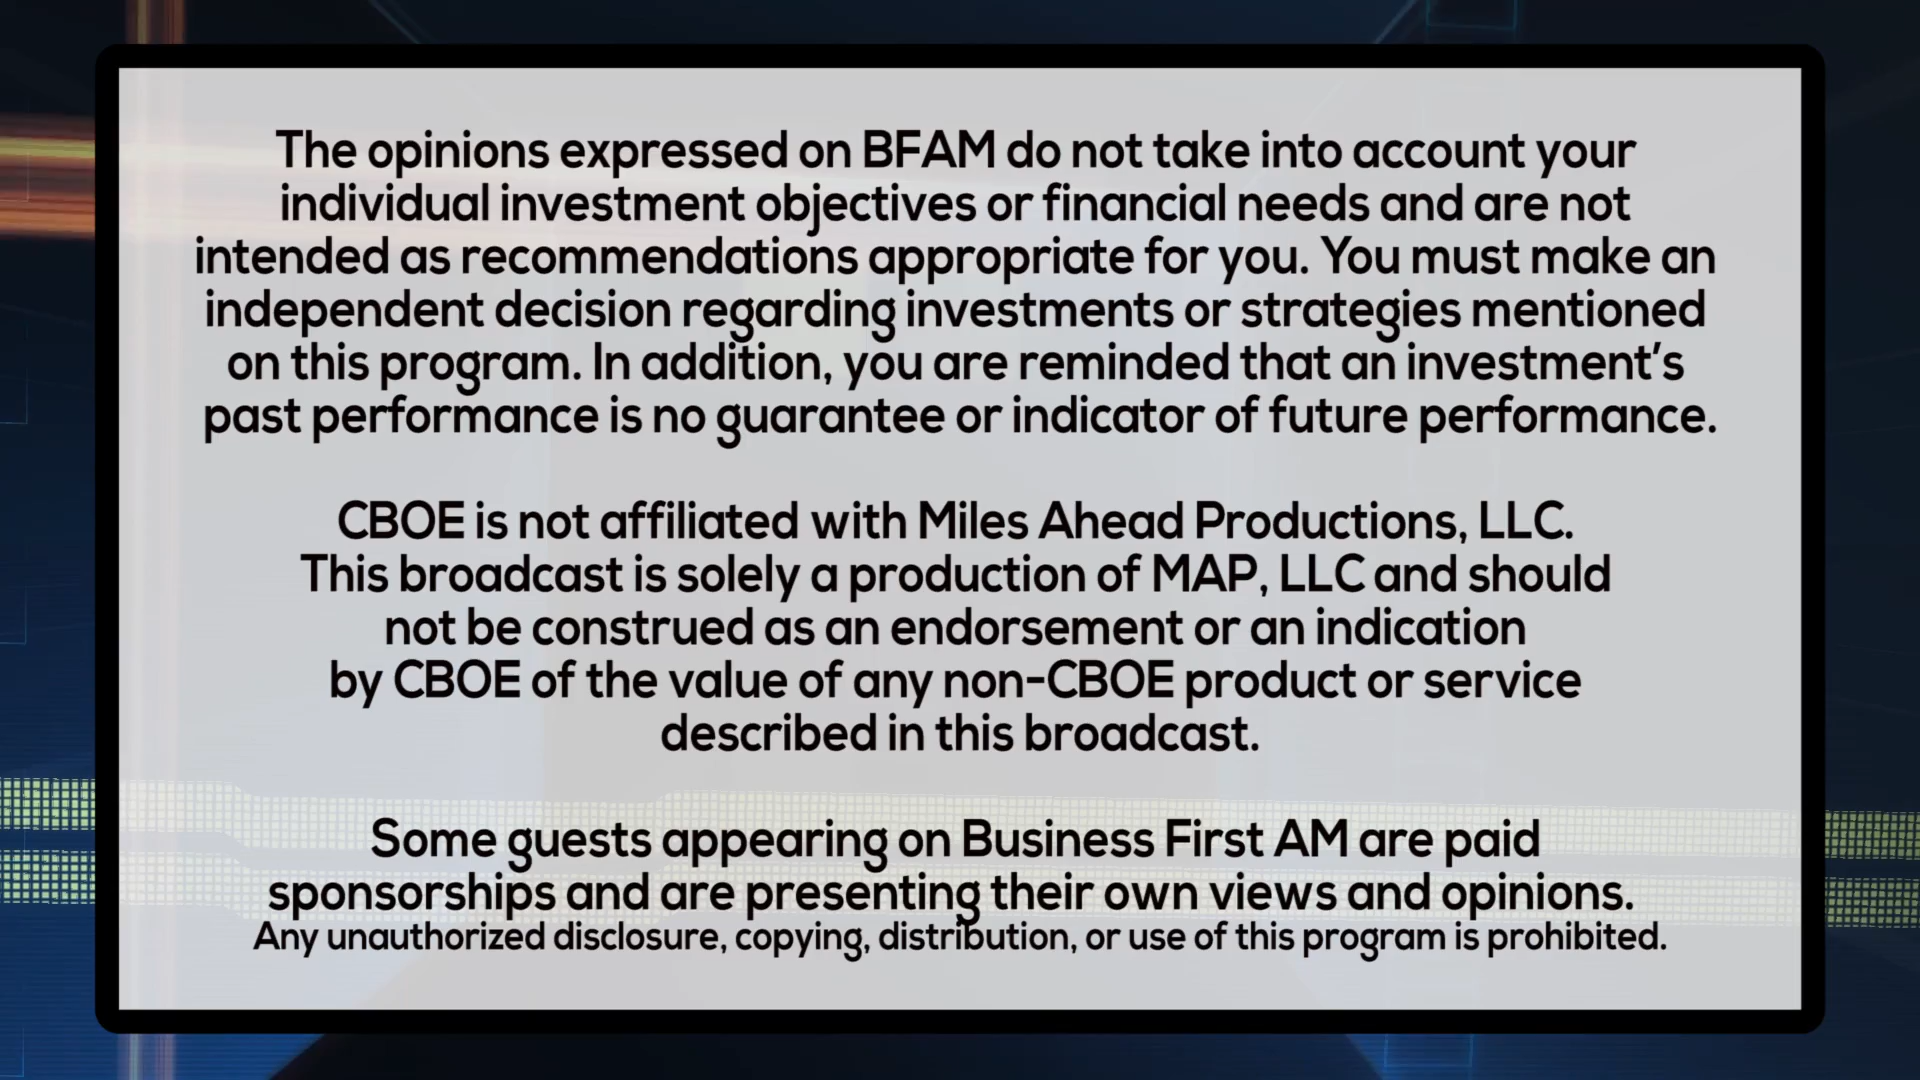 The opinions expressed on BFAM do not take into account your
individual investment objectives or financial needs and are not
intended as recommendations appropriate for you. You must make an
independent decision regarding investments or strategies mentioned
on this program. In addition, you are reminded that an investment’s
past performance is no guarantee or indicator of future performance.
CBOE is not affiliated with Miles Ahead Productions, LLC.
This broadcast is solely a production of MAP, LLC and should
not be construed as an endorsement or an indication
by CBOE of the value of any non-CBOE product or service
described in this broadcast.
Some guests appearing on Business First AM are paid
sponsorships and are presenting their own views and opinions.
Any unauthorized disclosure, copying, distribution, or use of this program is prohibited.